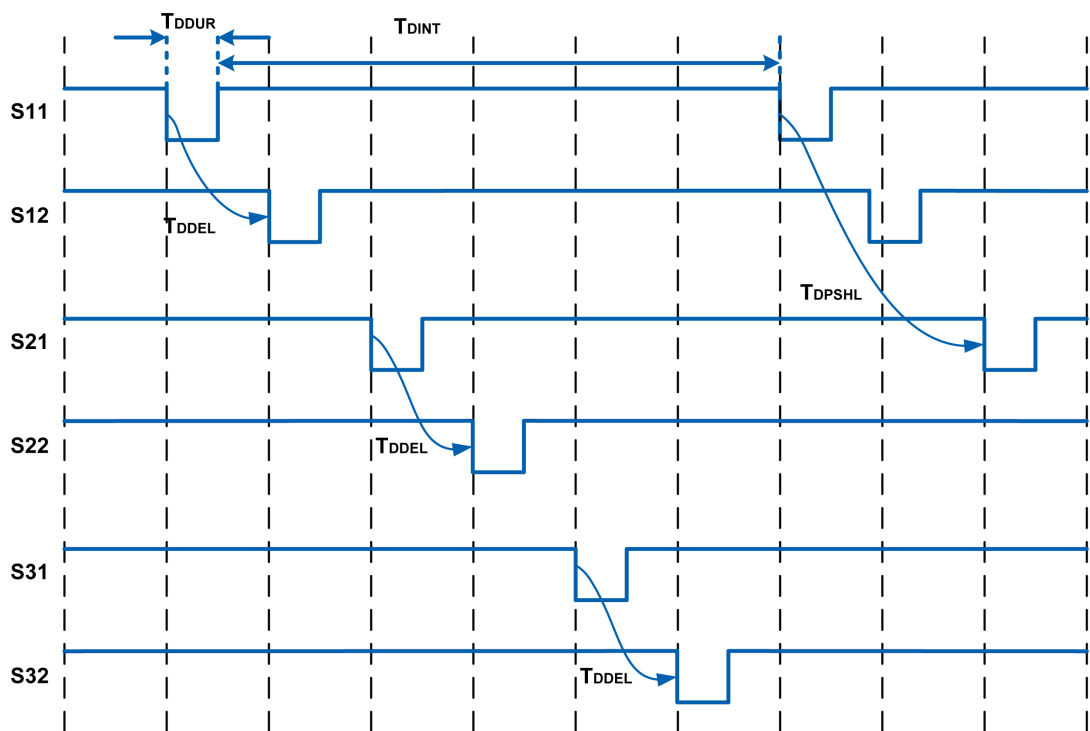 TDDUR
TDINT
S11
S12
TDDEL
TDPSHL
S21
S22
TDDEL
S31
S32
TDDEL